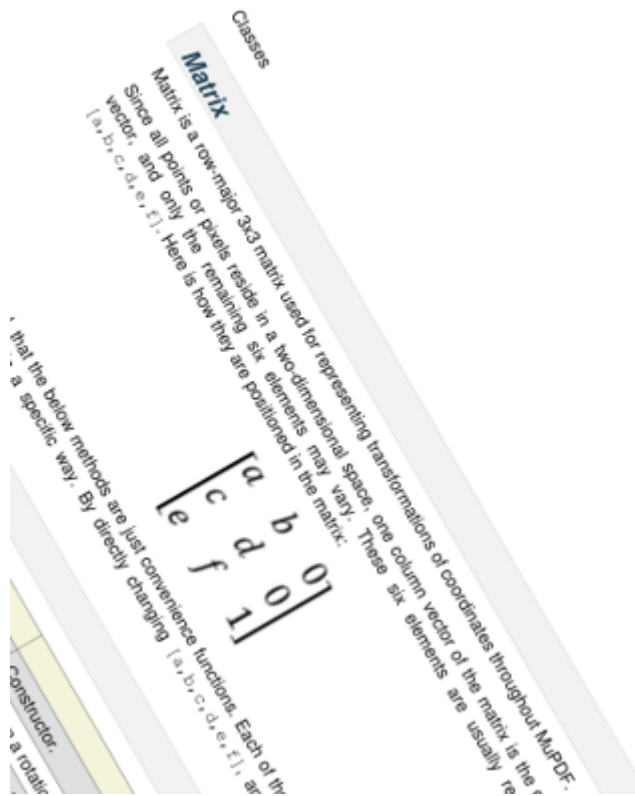 Classes
Matrix
Matrix is a row-major 3x3 matrix used for representing transformations of coordinates throughout MuPDF.
Since all points or pixels reside in a two-dimensional space, one column vector of the matrix is the
vector, and only the remaining six elements may vary. These six elements are usually
[a,b,c,d,e,f]. Here is how they are positioned in the matrix:
a b 0
c d 0
e f 1
that the below methods are just convenience functions. Each of
a specific way. By directly changing [a,b,c,d,e,f],
Constructor.
a